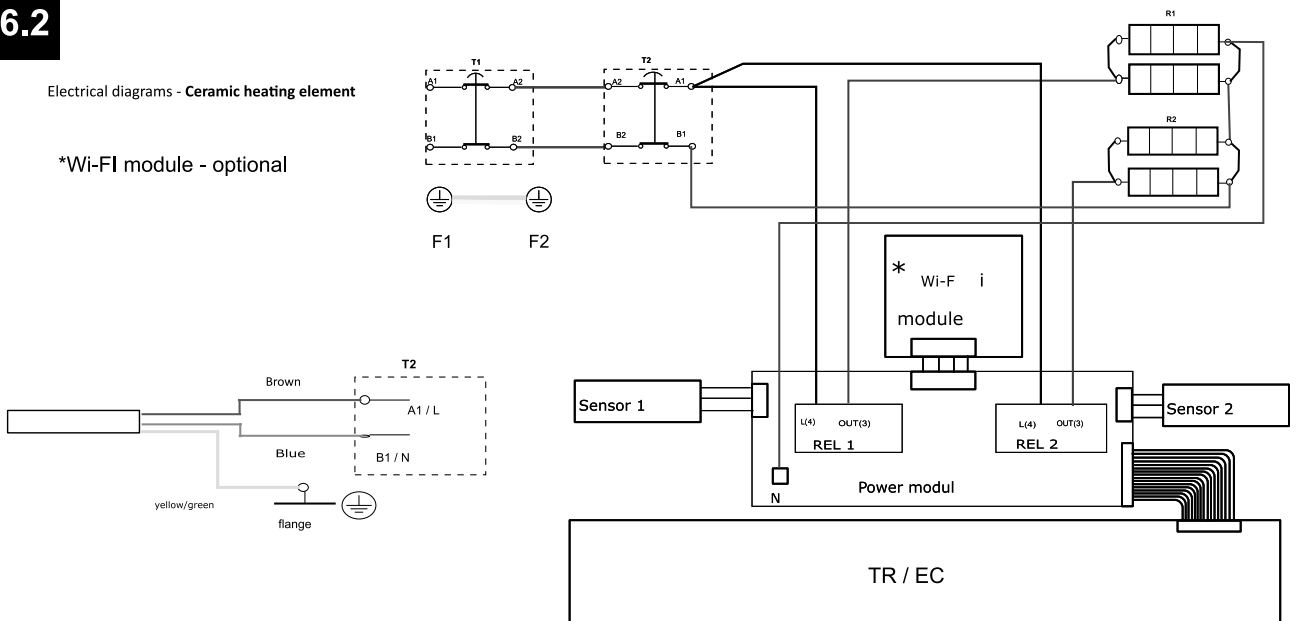 6.2
Electrical diagrams - Ceramic heating element
*Wi-FI module - optional
T1
A1
A2
B1
B2
T2
A2
A1
B2
B1
F1
F2
R1
R2
* Wi-F i
module
Sensor 1
Sensor 2
L(4) OUT(3)
REL 1
L(4) OUT(3)
REL 2
N
Power modul
TR / EC
T2
Brown
A1 / L
Blue
B1 / N
yellow/green
flange